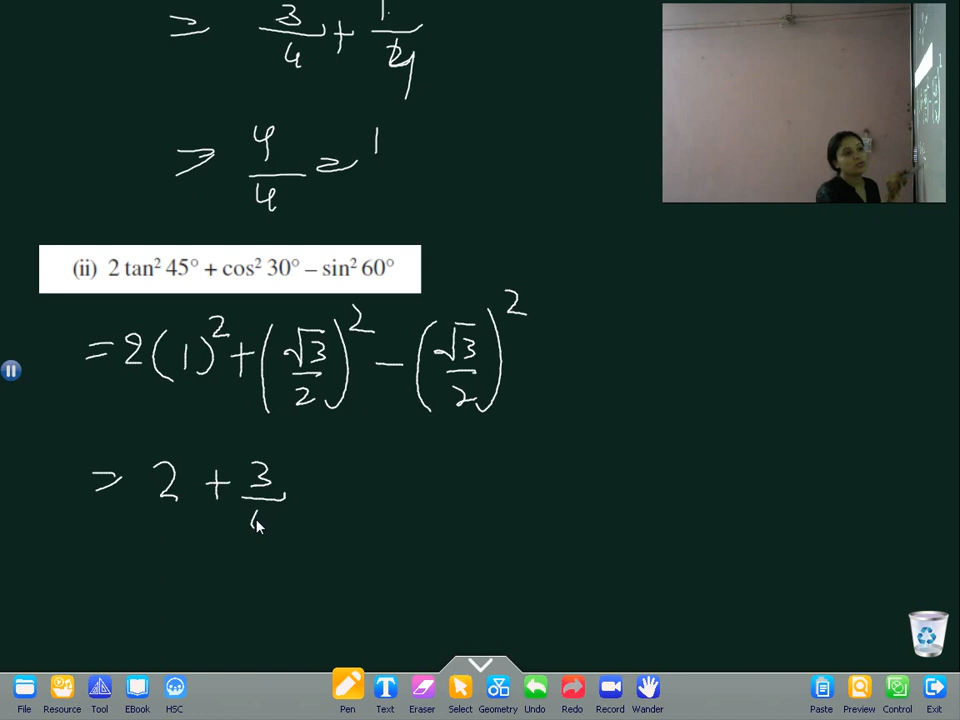 = 3/4 + 1/4
= 4/4 = 1
(ii) 2 tan² 45° + cos² 30° – sin² 60°
= 2(1)² + (√3/2)² – (√3/2)²
= 2 + 3/4
File Resource Tool EBook HSC Pen Text Eraser Select Geometry Undo Redo Record Wander Paste Preview Control Exit